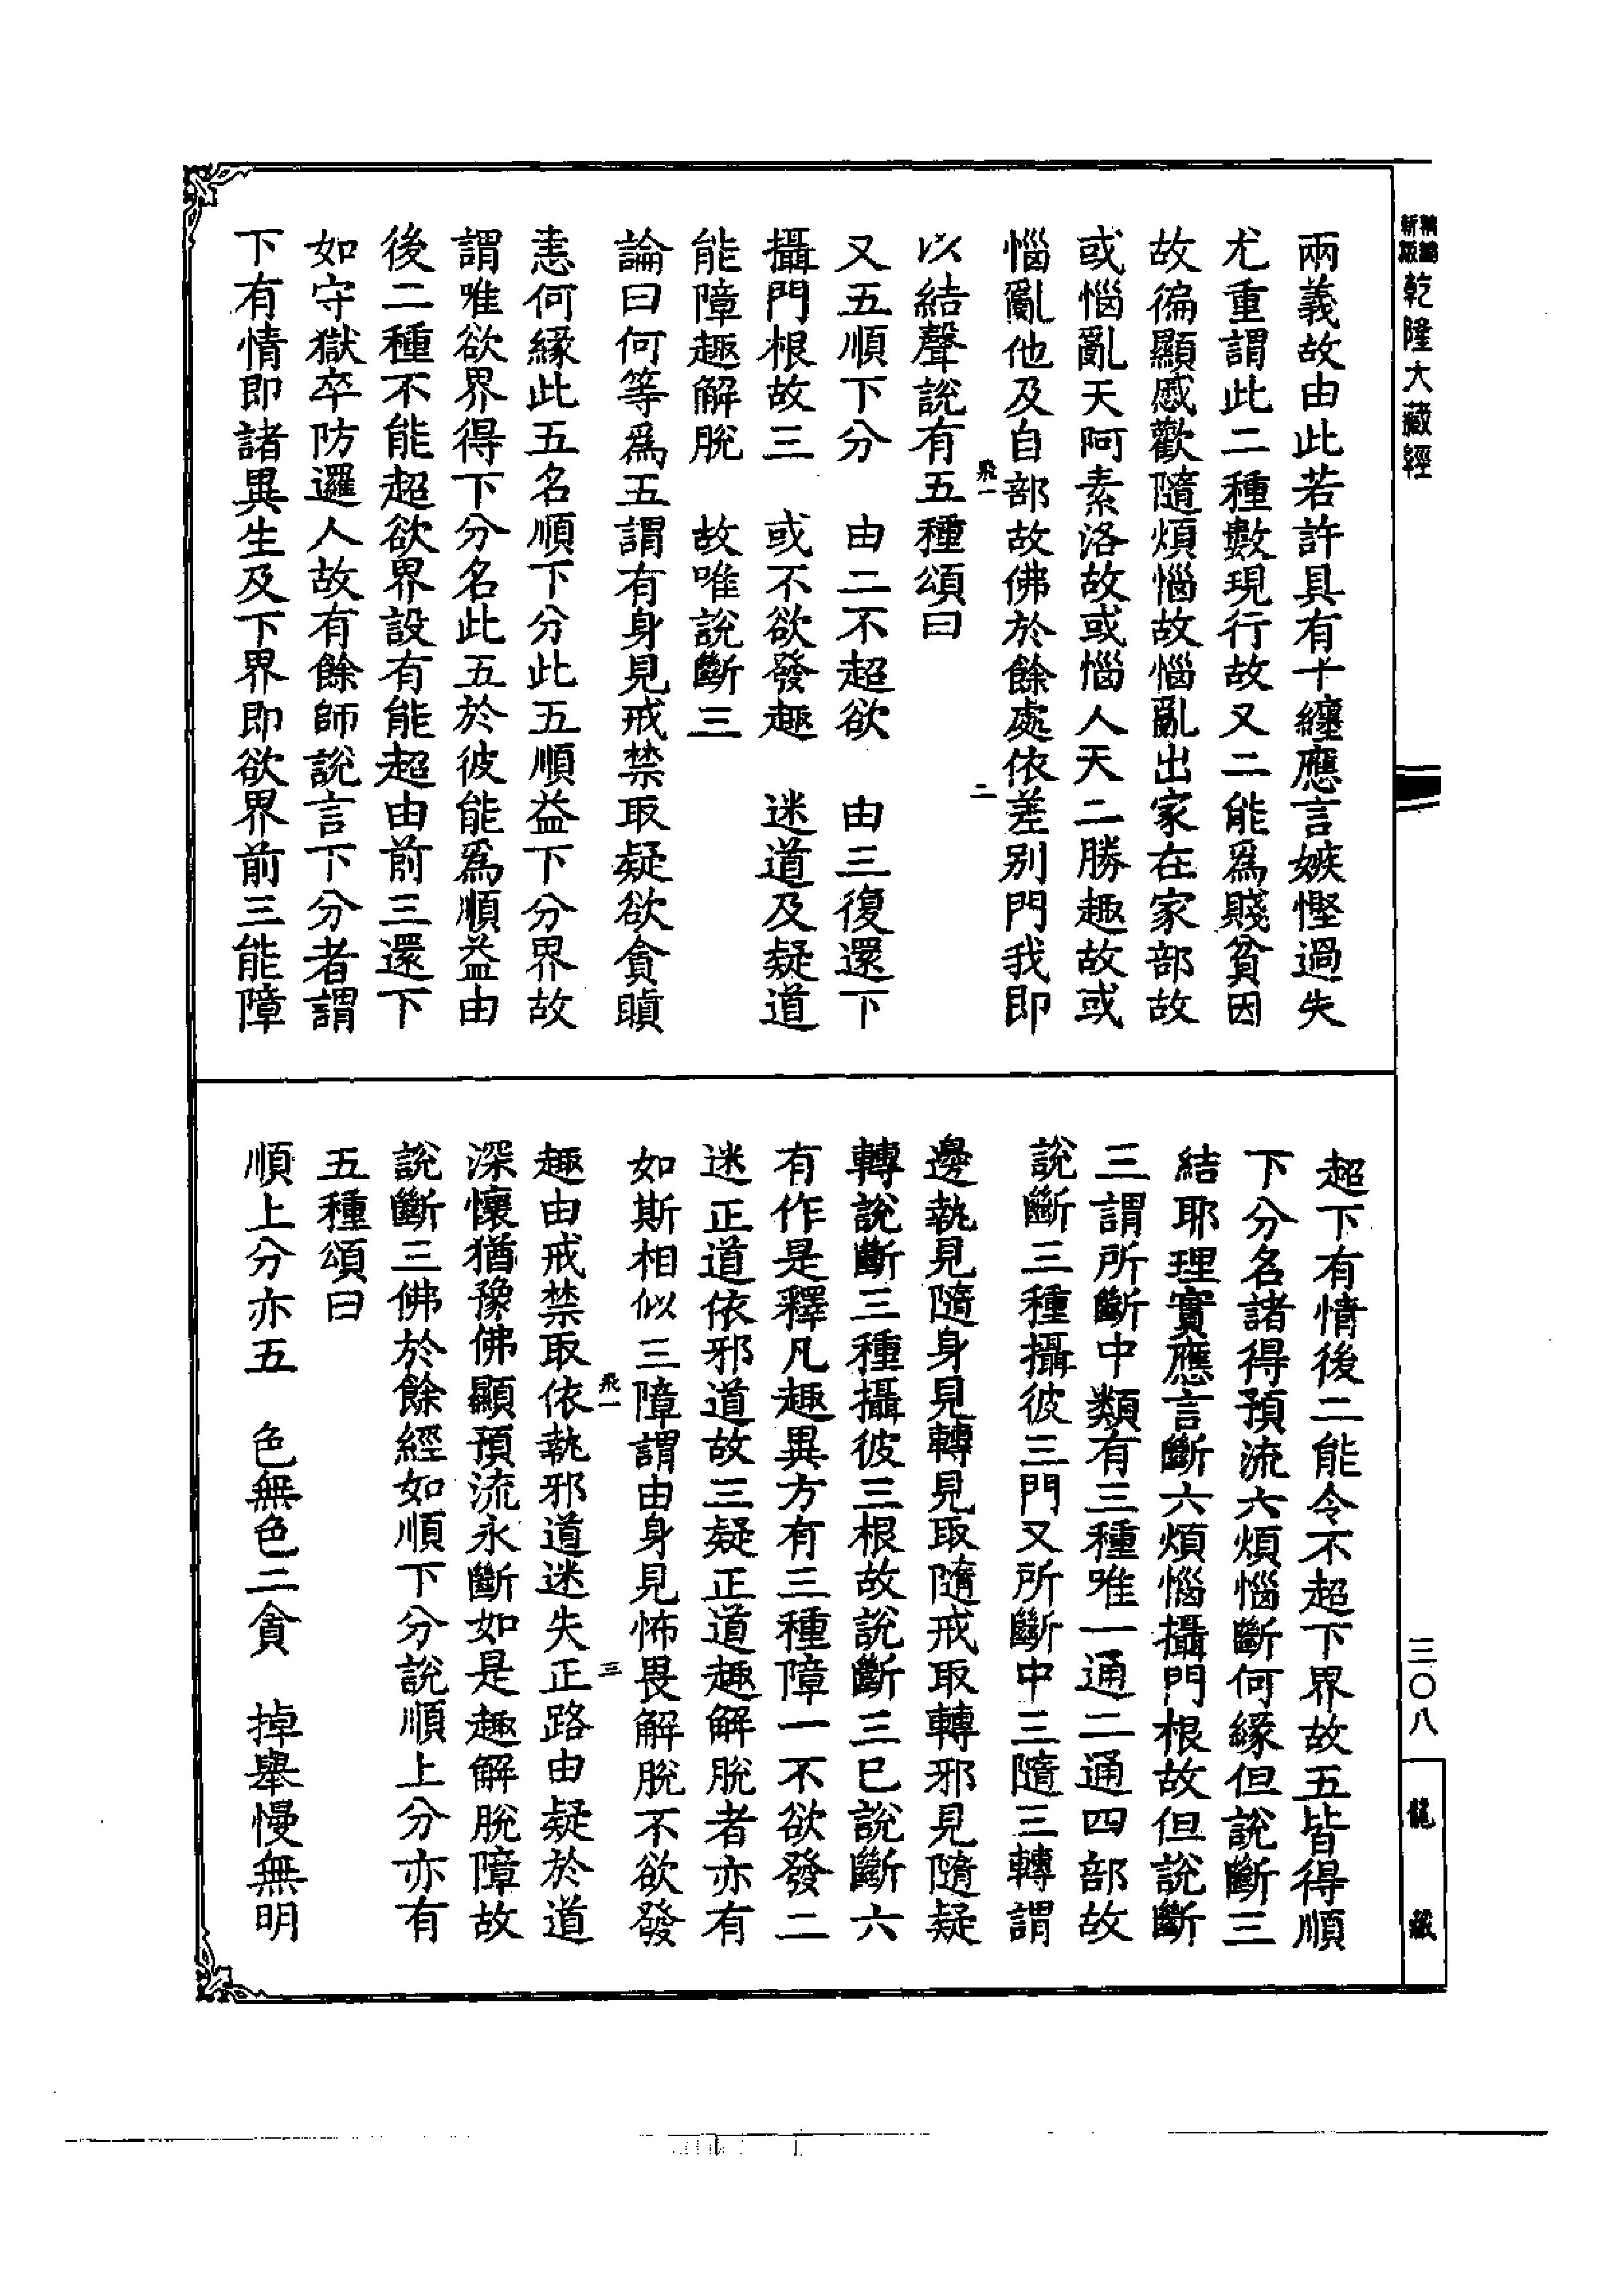 新編縮版 乾隆大藏經
兩義故由此若許具有十纏應言嫉慳過失
尤重謂此二種數現行故又二能爲賤貧因
故徧顯慼歡隨煩惱故惱亂出家在家部故
或惱亂天阿素洛故或惱人天二勝趣故或
惱亂他及自部故佛於餘處依差別門我即
飛一 二
以結聲說有五種頌曰
又五順下分　由二不超欲　由三復還下
攝門根故三　或不欲發趣　迷道及疑道
能障趣解脫　故唯說斷三
論曰何等爲五謂有身見戒禁取疑欲貪瞋
恚何緣此五名順下分此五順益下分界故
謂唯欲界得下分名此五於彼能爲順益由
後二種不能超欲界設有能超由前三還下
如守獄卒防邏人故有餘師說言下分者謂
下有情即諸異生及下界即欲界前三能障
超下有情後二能令不超下界故五皆得順
下分名諸得預流六煩惱斷何緣但說斷三
結耶理實應言斷六煩惱攝門根故但說斷
三謂所斷中類有三種唯一通二通四部故
說斷三種攝彼三門又所斷中三隨三轉謂
邊執見隨身見轉見取隨戒取轉邪見隨疑
轉說斷三種攝彼三根故說斷三已說斷六
有作是釋凡趣異方有三種障一不欲發二
迷正道依邪道故三疑正道趣解脫者亦有
如斯相似三障謂由身見怖畏解脫不欲發
飛一 三
趣由戒禁取依執邪道迷失正路由疑於道
深懷猶豫佛顯預流永斷如是趣解脫障故
說斷三佛於餘經如順下分說順上分亦有
五種頌曰
順上分亦五　色無色二貪　掉舉慢無明
三〇八
龍 藏